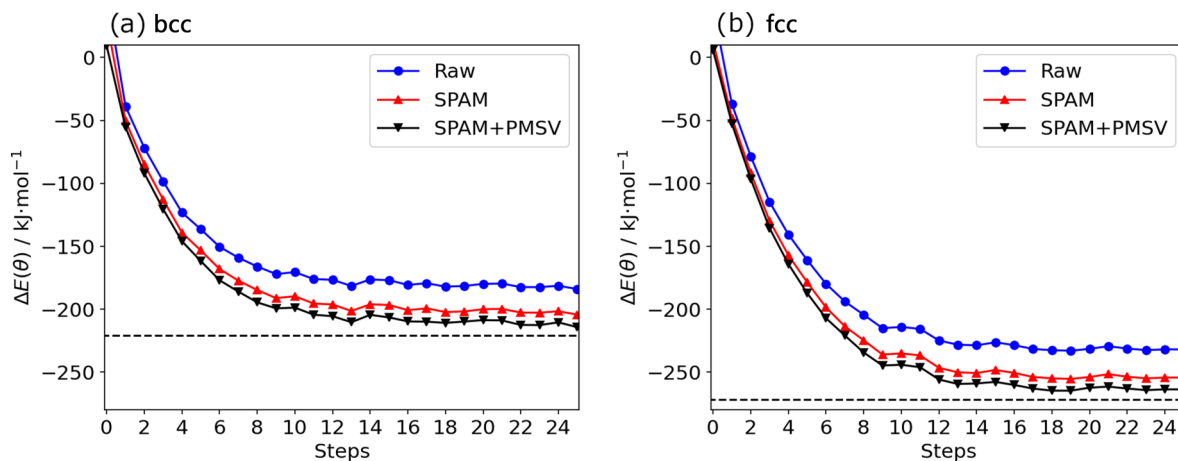 (a) bcc
0
−50
−100
−150
−200
−250
ΔE(θ) / kJ·mol⁻¹
Raw
SPAM
SPAM+PMSV
0 2 4 6 8 10 12 14 16 18 20 22 24
Steps
(b) fcc
0
−50
−100
−150
−200
−250
ΔE(θ) / kJ·mol⁻¹
Raw
SPAM
SPAM+PMSV
0 2 4 6 8 10 12 14 16 18 20 22 24
Steps